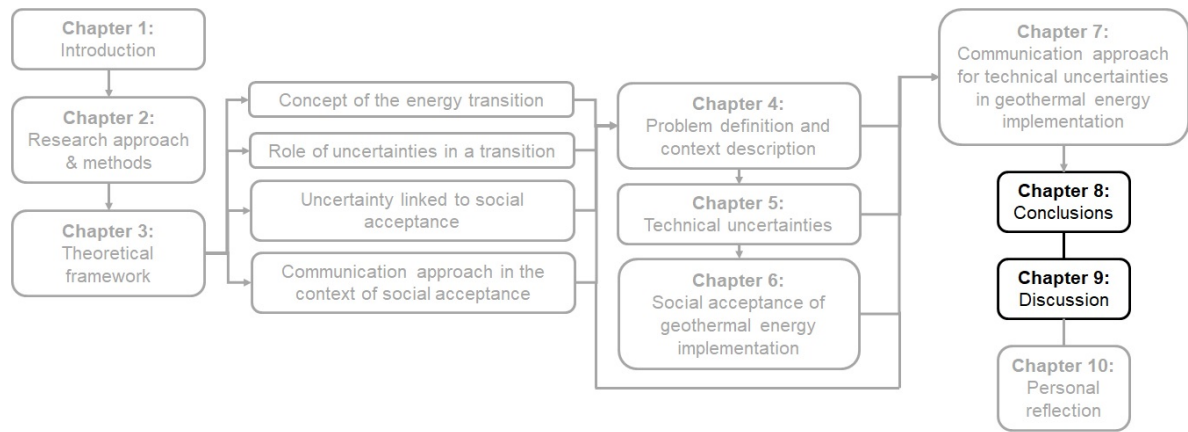 Chapter 1:
Introduction
Chapter 2:
Research approach
& methods
Chapter 3:
Theoretical
framework
Concept of the energy transition
Role of uncertainties in a transition
Uncertainty linked to social
acceptance
Communication approach in the
context of social acceptance
Chapter 4:
Problem definition and
context description
Chapter 5:
Technical uncertainties
Chapter 6:
Social acceptance of
geothermal energy
implementation
Chapter 7:
Communication approach
for technical uncertainties
in geothermal energy
implementation
Chapter 8:
Conclusions
Chapter 9:
Discussion
Chapter 10:
Personal
reflection